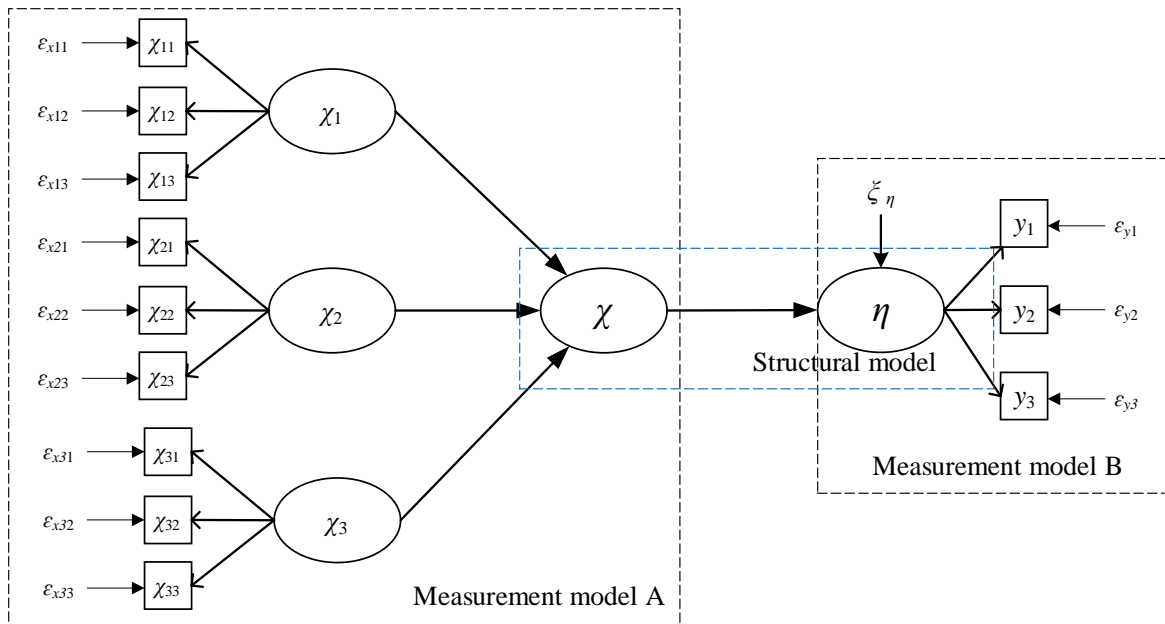 εx11
χ11
εx12
χ12
χ1
εx13
χ13
εx21
χ21
εx22
χ22
χ2
εx23
χ23
εx31
χ31
εx32
χ32
χ3
εx33
χ33
χ
Measurement model A
ξ η
η
Structural model
y1
εy1
y2
εy2
y3
εy3
Measurement model B